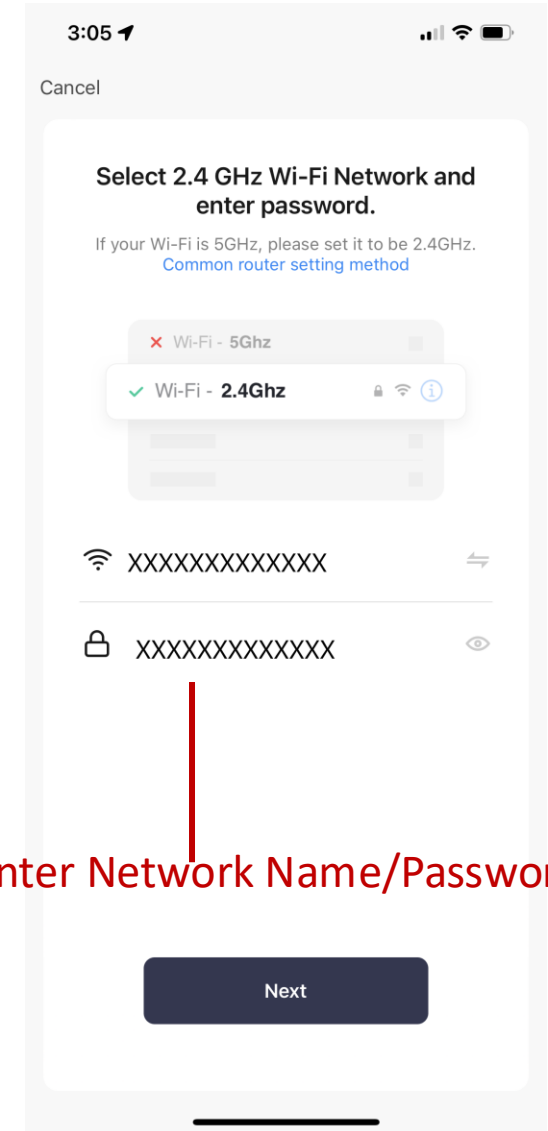 3:05
Cancel
Select 2.4 GHz Wi-Fi Network and
enter password.
If your Wi-Fi is 5GHz, please set it to be 2.4GHz.
Common router setting method
Wi-Fi - 5Ghz
Wi-Fi - 2.4Ghz
XXXXXXXXXXXXX
XXXXXXXXXXXXX
nter Network Name/Passwor
Next